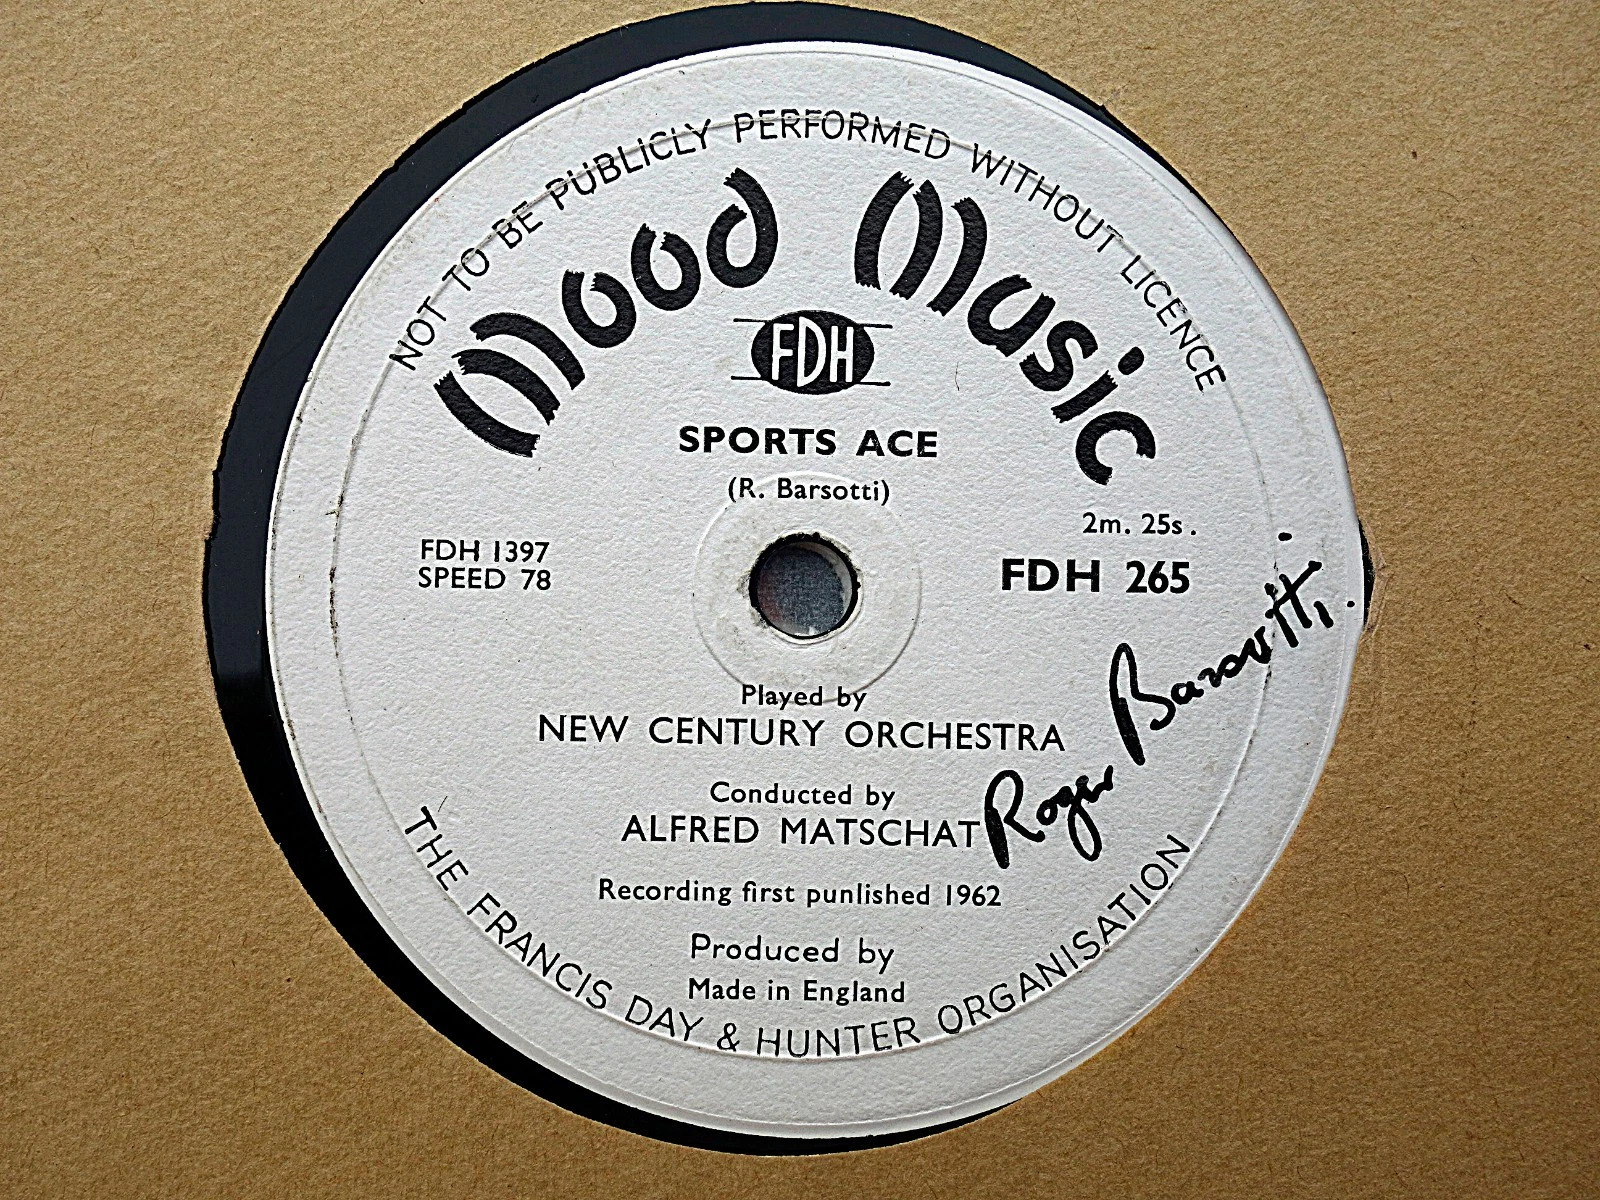 NOT TO BE PUBLICLY PERFORMED WITHOUT LICENCE
Mood Music
FDH
SPORTS ACE
(R. Barsotti)
2m. 25s.
FDH 1397
SPEED 78
FDH 265
Played by
NEW CENTURY ORCHESTRA
Conducted by
ALFRED MATSCHAT
Roger Barsotti.
Recording first punlished 1962
Produced by
Made in England
THE FRANCIS DAY & HUNTER ORGANISATION